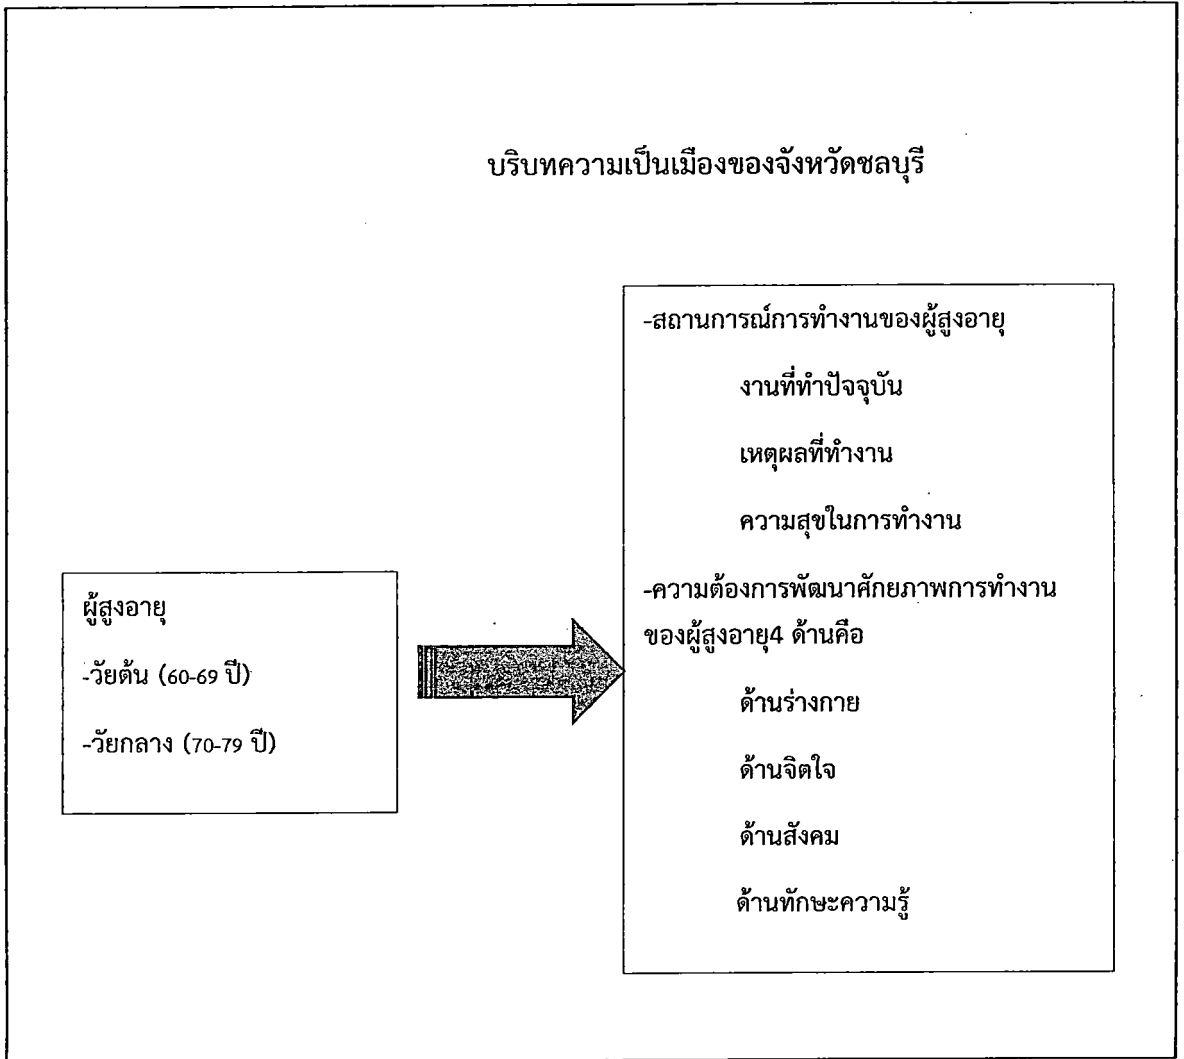 บริบทความเป็นเมืองของจังหวัดชลบุรี
ผู้สูงอายุ
-วัยต้น (60-69 ปี)
-วัยกลาง (70-79 ปี)
-สถานการณ์การทำงานของผู้สูงอายุ
งานที่ทำปัจจุบัน
เหตุผลที่ทำงาน
ความสุขในการทำงาน
-ความต้องการพัฒนาศักยภาพการทำงาน
ของผู้สูงอายุ4 ด้านคือ
ด้านร่างกาย
ด้านจิตใจ
ด้านสังคม
ด้านทักษะความรู้